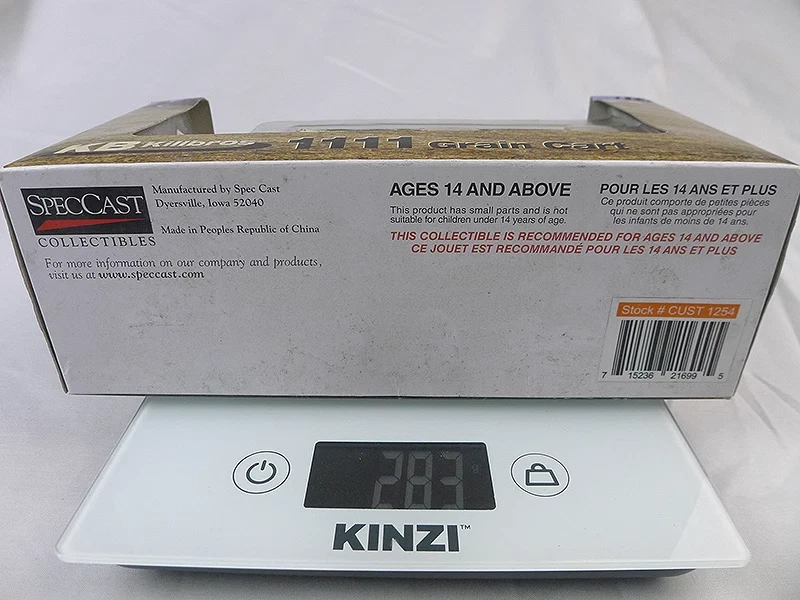 KB Killbros 1111 Grain Cart
SPECCAST
COLLECTIBLES
Manufactured by Spec Cast
Dyersville, Iowa 52040
Made in Peoples Republic of China
For more information on our company and products,
visit us at www.speccast.com
AGES 14 AND ABOVE
This product has small parts and is not
suitable for children under 14 years of age.
POUR LES 14 ANS ET PLUS
Ce produit comporte de petites pièces
qui ne sont pas appropriées pour
les infants de moins de 14 ans.
THIS COLLECTIBLE IS RECOMMENDED FOR AGES 14 AND ABOVE
CE JOUET EST RECOMMANDÉ POUR LES 14 ANS ET PLUS
Stock # CUST 1254
7 15236 21699 5
283 g
KINZI™